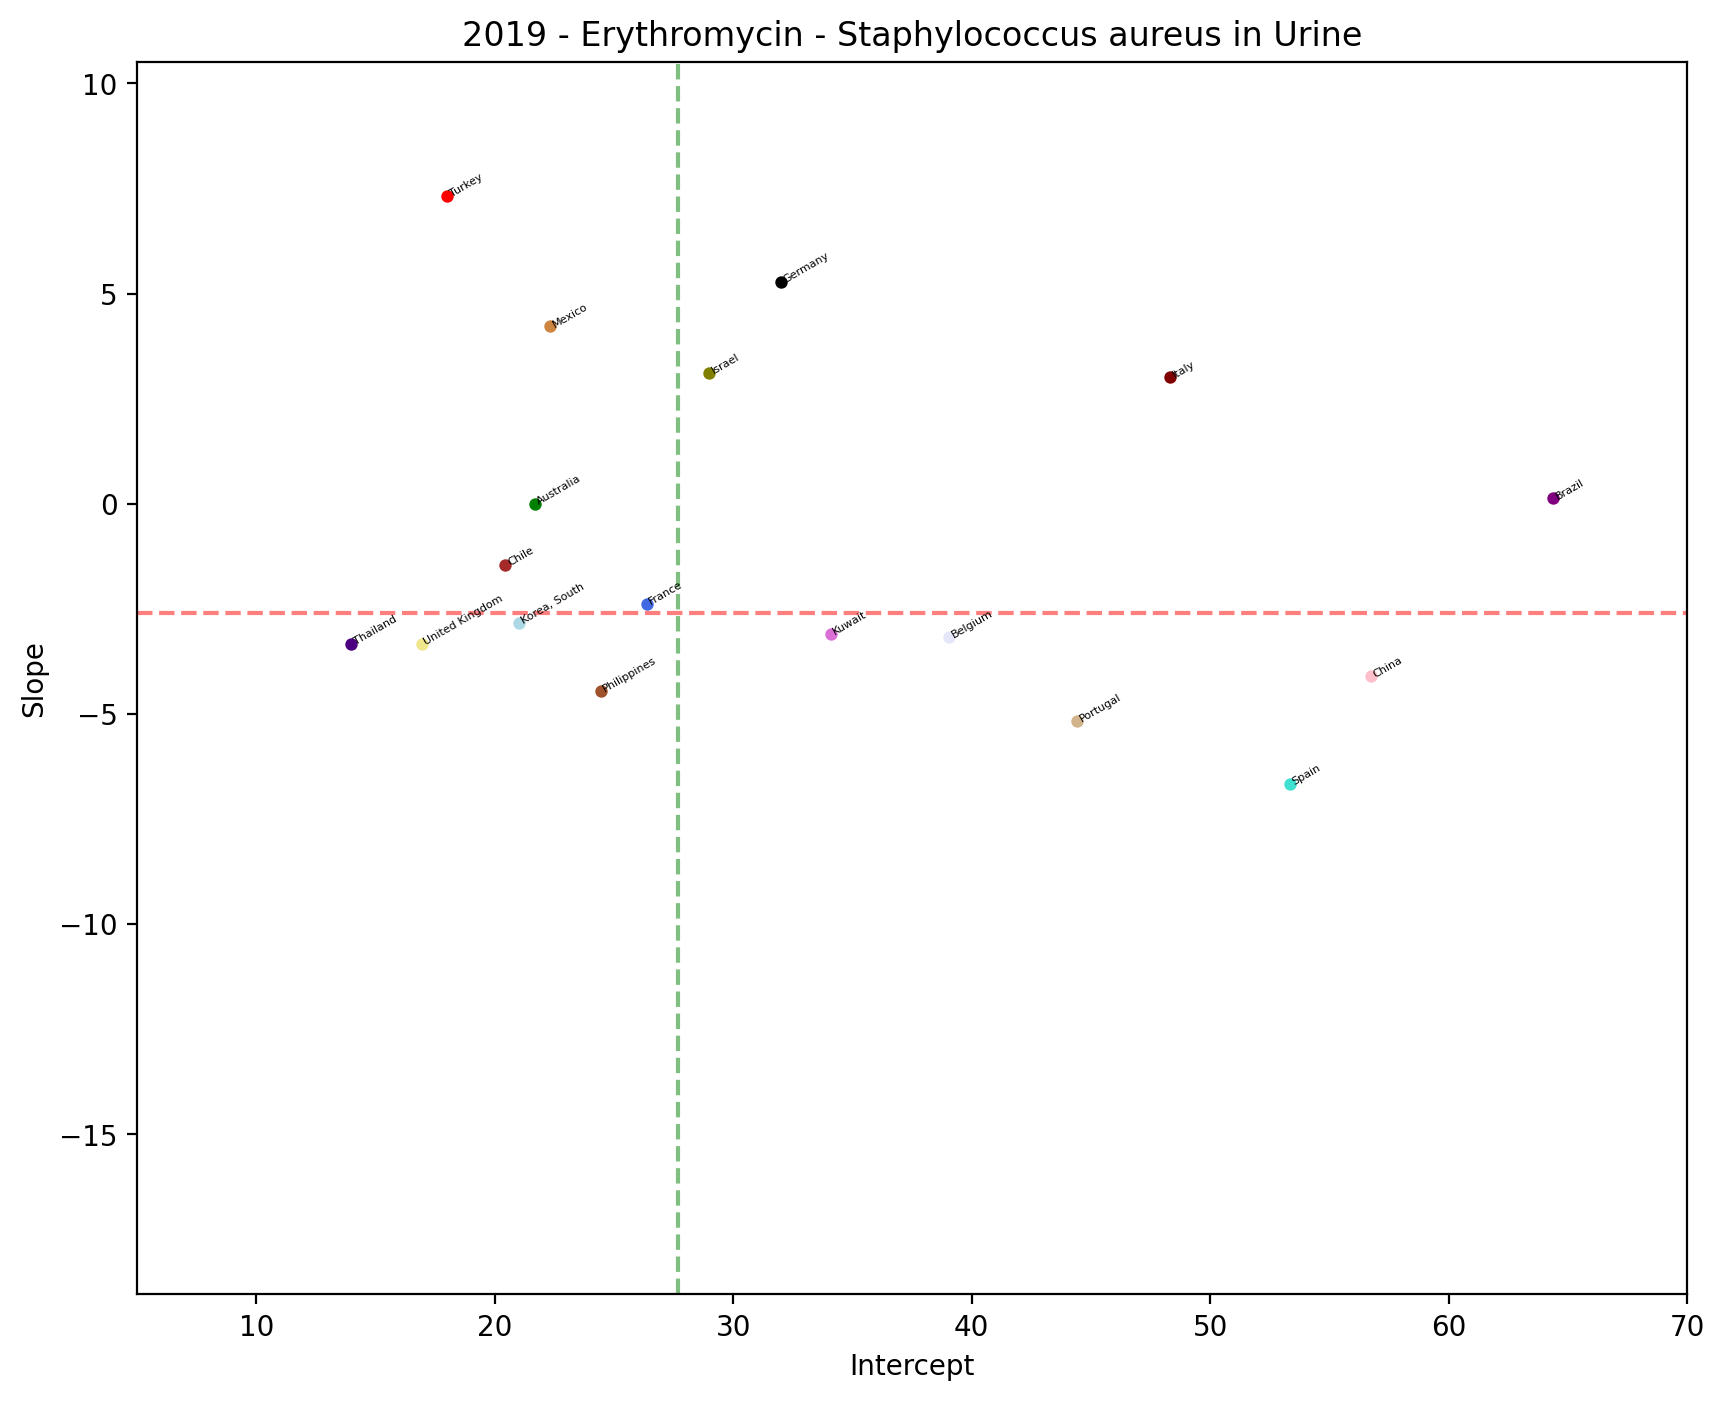 2019 - Erythromycin - Staphylococcus aureus in Urine
10
Turkey
Germany
5
Mexico
Israel
Italy
Brazil
Australia
0
Chile
France
Korea, South
United Kingdom
Thailand
Kuwait
Belgium
Philippines
China
Portugal
−5
Spain
Slope
−10
−15
10 20 30 40 50 60 70
Intercept